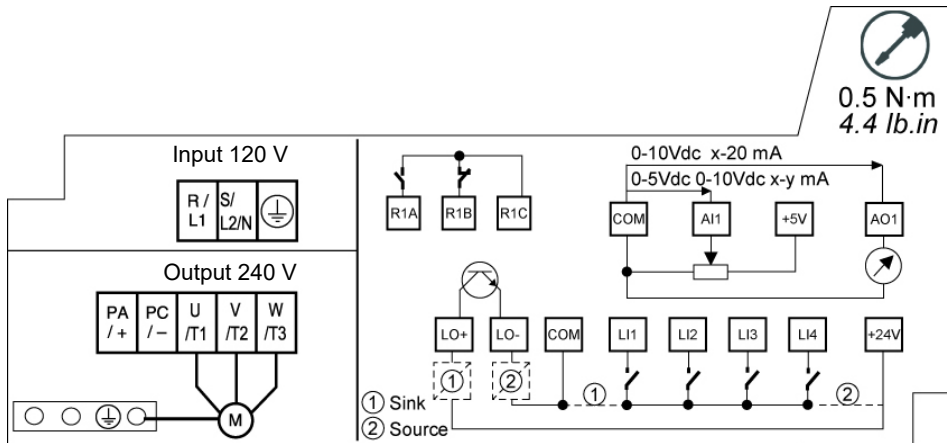 0.5 N·m
4.4 lb.in
Input 120 V
R / L1
S/ L2/N
Output 240 V
PA / +
PC / –
U /T1
V /T2
W /T3
M
R1A
R1B
R1C
0-10Vdc x-20 mA
0-5Vdc 0-10Vdc x-y mA
COM
AI1
+5V
AO1
LO+
LO-
COM
LI1
LI2
LI3
LI4
+24V
1
2
1
2
1 Sink
2 Source